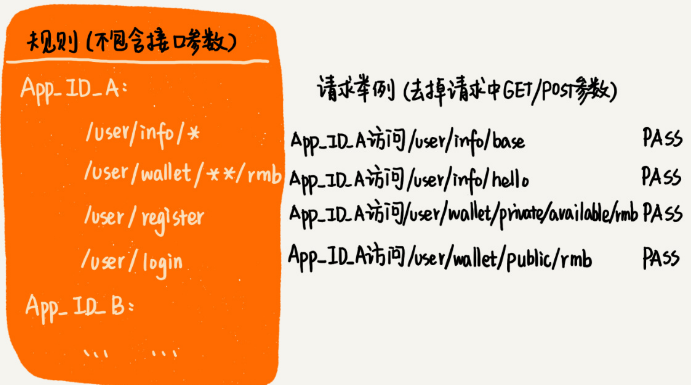 规则(不包含接口参数)
App_ID_A:
/user/info/*
/user/wallet/**/rmb
/user/register
/user/login
App_ID_B:
... ...
请求举例(去掉请求中GET/POST参数)
App_ID_A访问/user/info/base PASS
App_ID_A访问/user/info/hello PASS
App_ID_A访问/user/wallet/private/available/rmb PASS
App_ID_A访问/user/wallet/public/rmb PASS